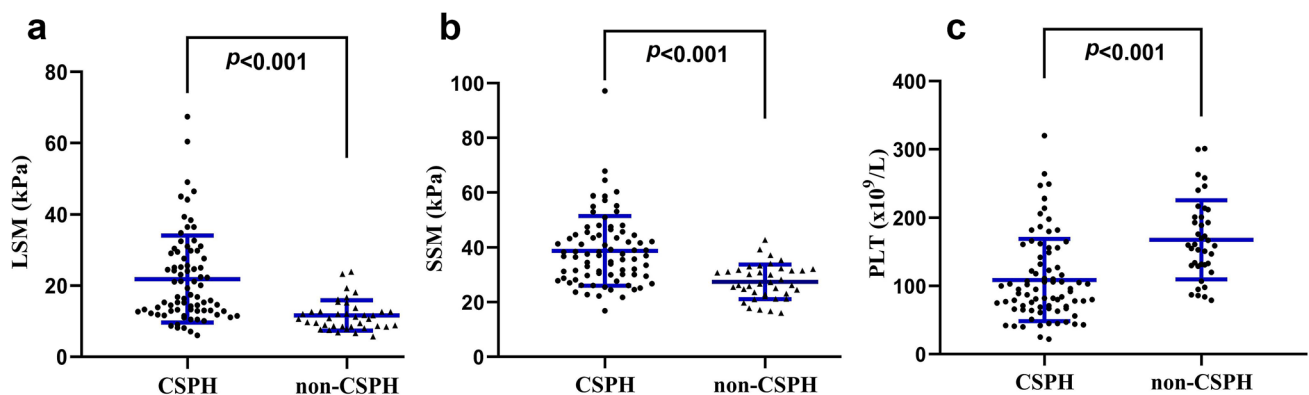 a
p<0.001
LSM (kPa)
80
60
40
20
0
CSPH
non-CSPH
b
p<0.001
SSM (kPa)
100
80
60
40
20
0
CSPH
non-CSPH
c
p<0.001
PLT (x10⁹/L)
400
300
200
100
0
CSPH
non-CSPH